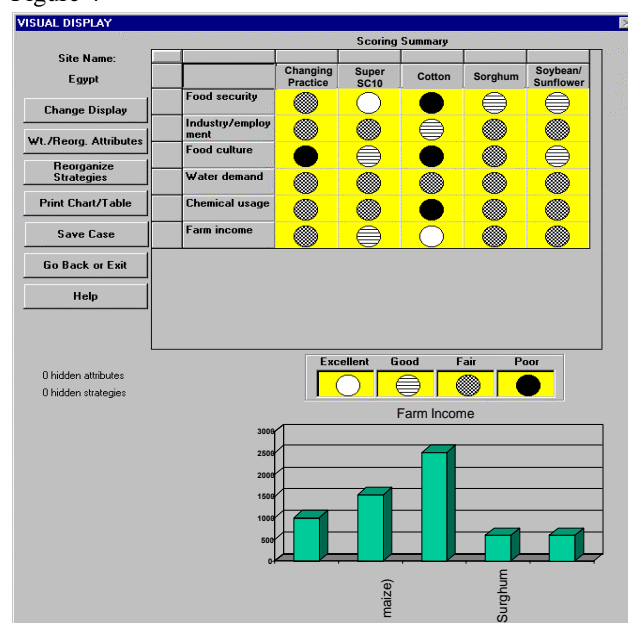 VISUAL DISPLAY
Site Name:
Egypt
Change Display
Wt./Reorg. Attributes
Reorganize
Strategies
Print Chart/Table
Save Case
Go Back or Exit
Help
0 hidden attributes
0 hidden strategies
Scoring Summary
Changing
Practice
Super
SC10
Cotton
Sorghum
Soybean/
Sunflower
Food security
Industry/employ
ment
Food culture
Water demand
Chemical usage
Farm income
Excellent Good Fair Poor
Farm Income
3000
2500
2000
1500
1000
500
0
maize)
Surghum